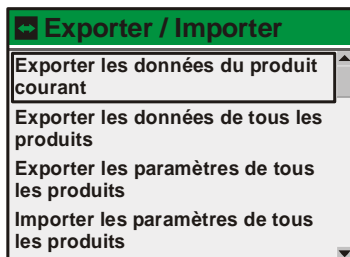 Exporter / Importer
Exporter les données du produit
courant
Exporter les données de tous les
produits
Exporter les paramètres de tous
les produits
Importer les paramètres de tous
les produits